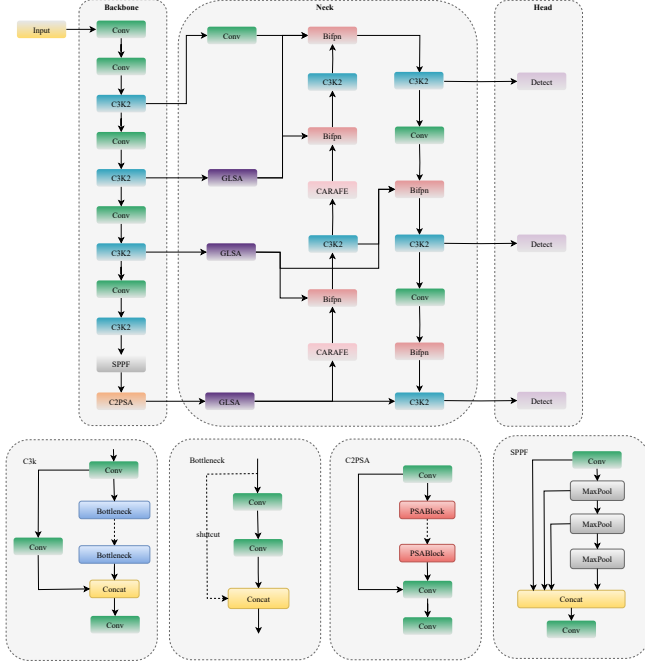 Backbone
Neck
Head
Input
Conv
Conv
Bifpn
Conv
C3K2
C3K2
Detect
C3K2
Conv
Bifpn
Conv
C3K2
GLSA
CARAFE
Bifpn
Conv
C3K2
GLSA
C3K2
C3K2
Detect
Conv
Bifpn
Conv
C3K2
CARAFE
Bifpn
SPPF
C2PSA
GLSA
C3K2
Detect
C3k
Conv
Bottleneck
Bottleneck
Conv
Concat
Conv
Bottleneck
Conv
shutcut
Conv
Concat
C2PSA
Conv
PSABlock
PSABlock
Conv
Conv
SPPF
Conv
MaxPool
MaxPool
MaxPool
Concat
Conv